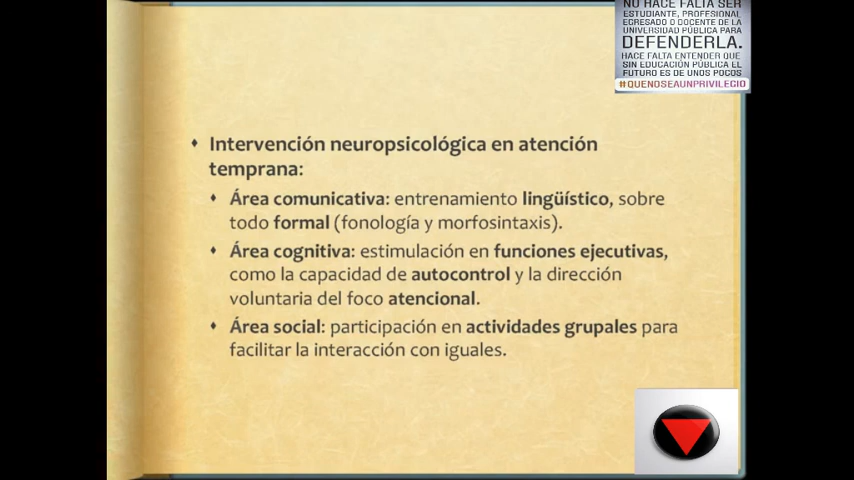 NO HACE FALTA SER
ESTUDIANTE, PROFESIONAL
EGRESADO O DOCENTE DE LA
UNIVERSIDAD PÚBLICA PARA
DEFENDERLA.
HACE FALTA ENTENDER QUE
SIN EDUCACIÓN PÚBLICA EL
FUTURO ES DE UNOS POCOS
#QUENOSEAUNPRIVILEGIO
Intervención neuropsicológica en atención
temprana:
Área comunicativa: entrenamiento lingüístico, sobre
todo formal (fonología y morfosintaxis).
Área cognitiva: estimulación en funciones ejecutivas,
como la capacidad de autocontrol y la dirección
voluntaria del foco atencional.
Área social: participación en actividades grupales para
facilitar la interacción con iguales.